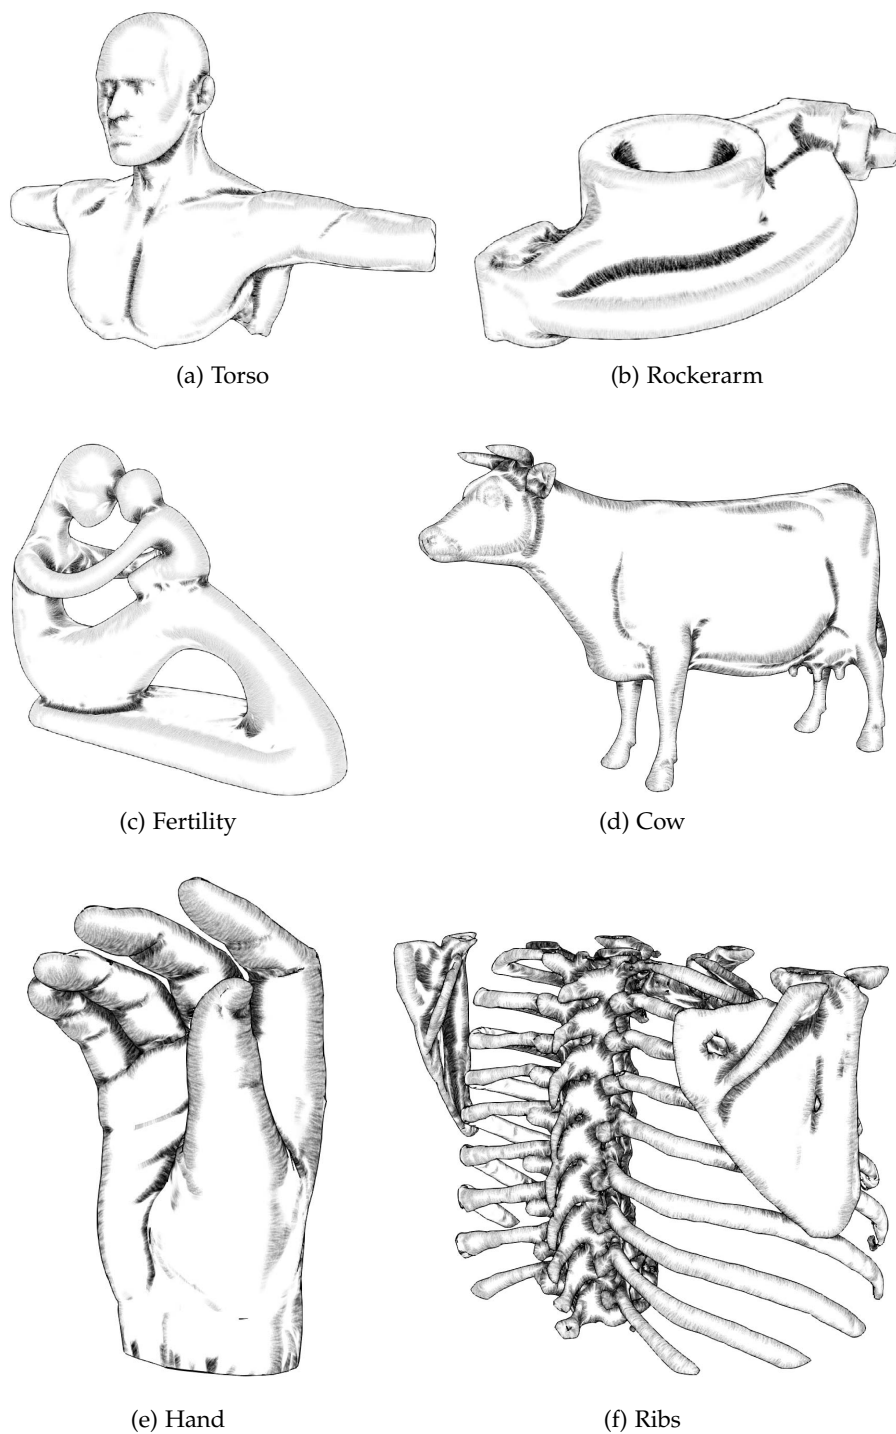 (a) Torso
(b) Rockerarm
(c) Fertility
(d) Cow
(e) Hand
(f) Ribs